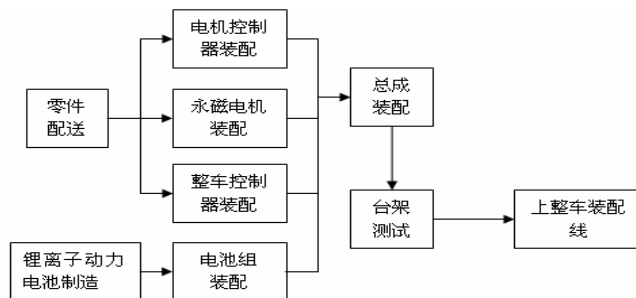 电机控制
器装配
零件
配送
永磁电机
装配
总成
装配
整车控制
器装配
台架
测试
上整车装配
线
锂离子动力
电池制造
电池组
装配